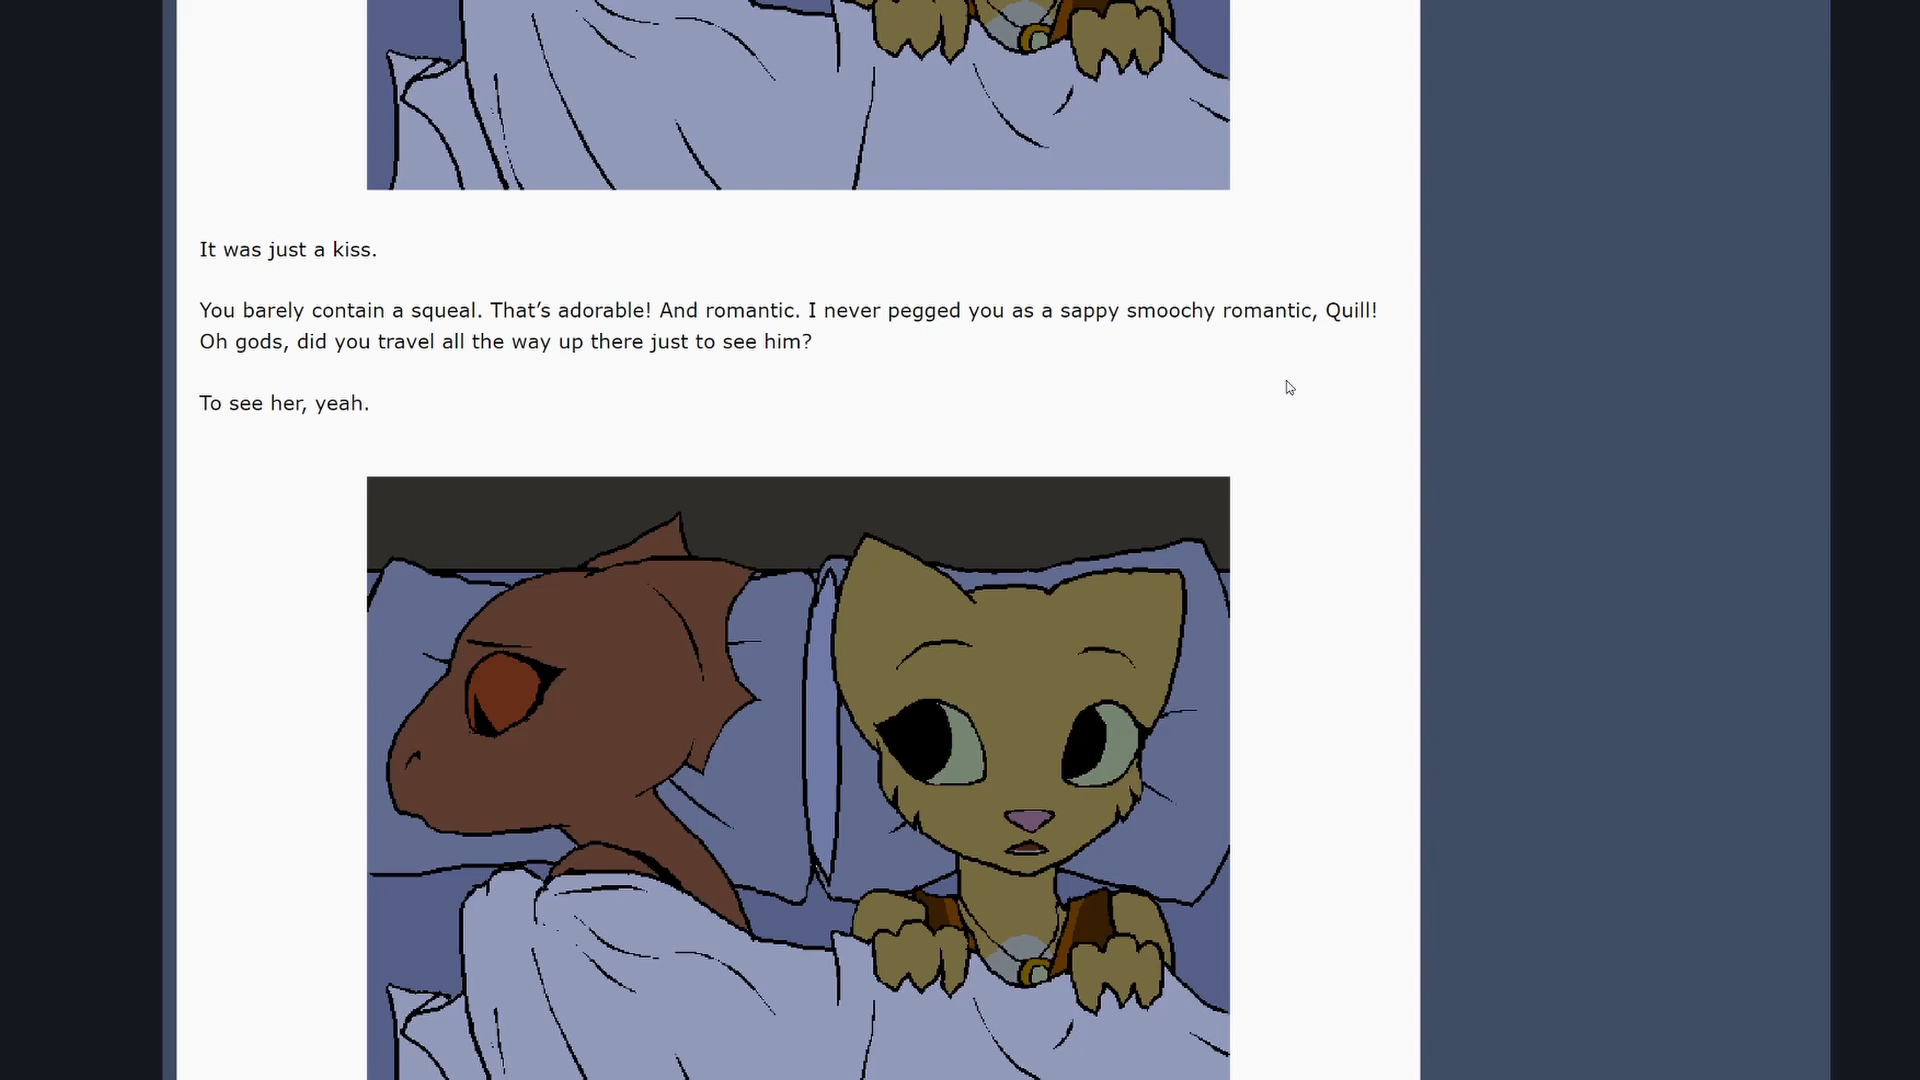 It was just a kiss.
You barely contain a squeal. That’s adorable! And romantic. I never pegged you as a sappy smoochy romantic, Quill!
Oh gods, did you travel all the way up there just to see him?
To see her, yeah.